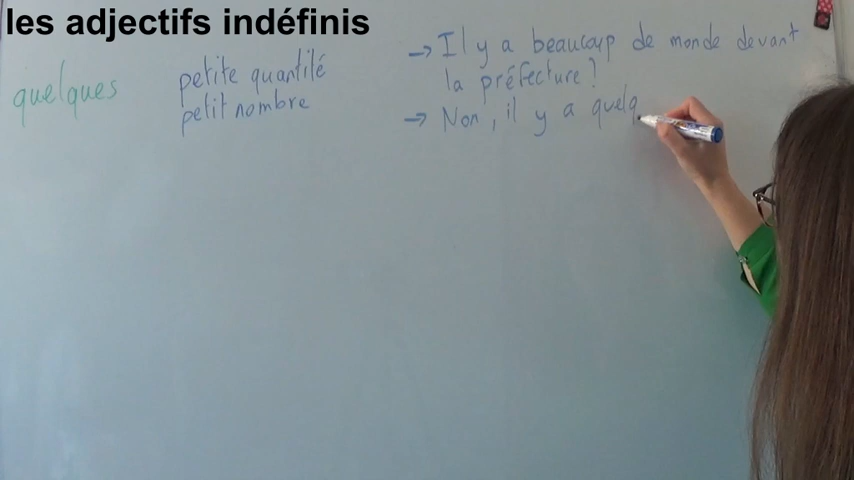 les adjectifs indéfinis
quelques
petite quantité
petit nombre
→ Il y a beaucoup de monde devant
la préfecture ?
→ Non, il y a quelq